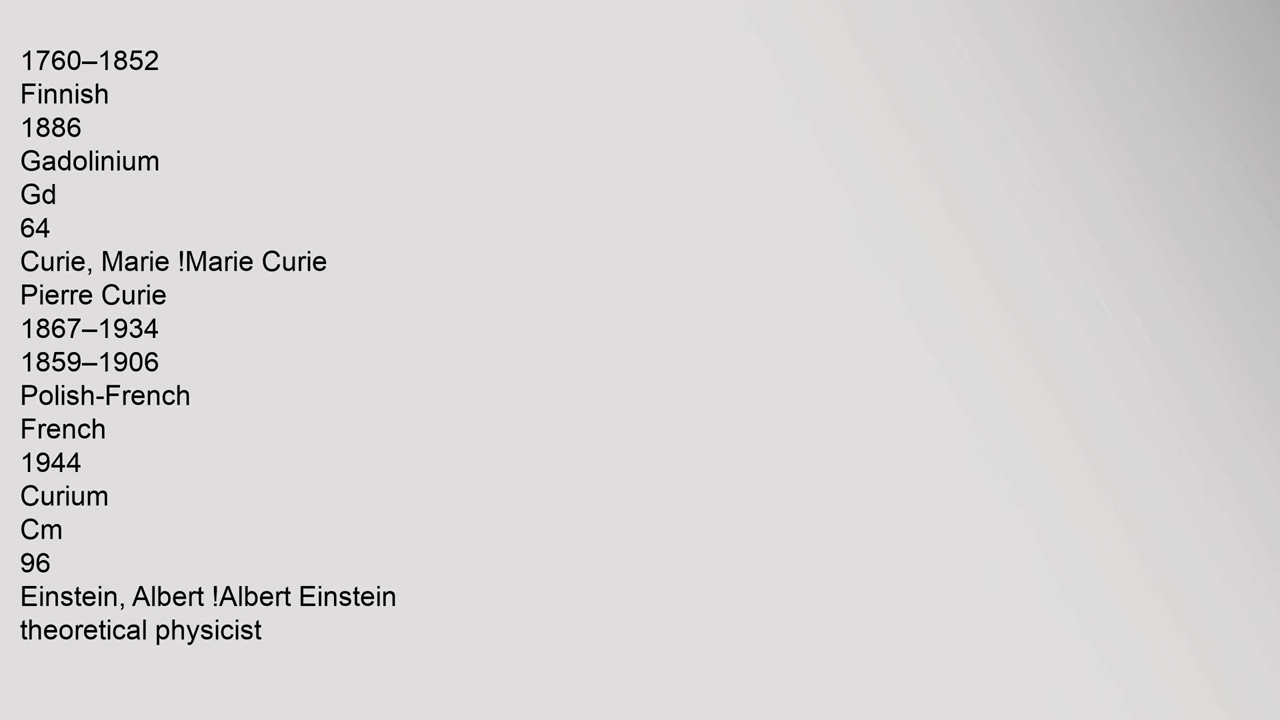 1760–1852
Finnish
1886
Gadolinium
Gd
64
Curie, Marie !Marie Curie
Pierre Curie
1867–1934
1859–1906
Polish-French
French
1944
Curium
Cm
96
Einstein, Albert !Albert Einstein
theoretical physicist